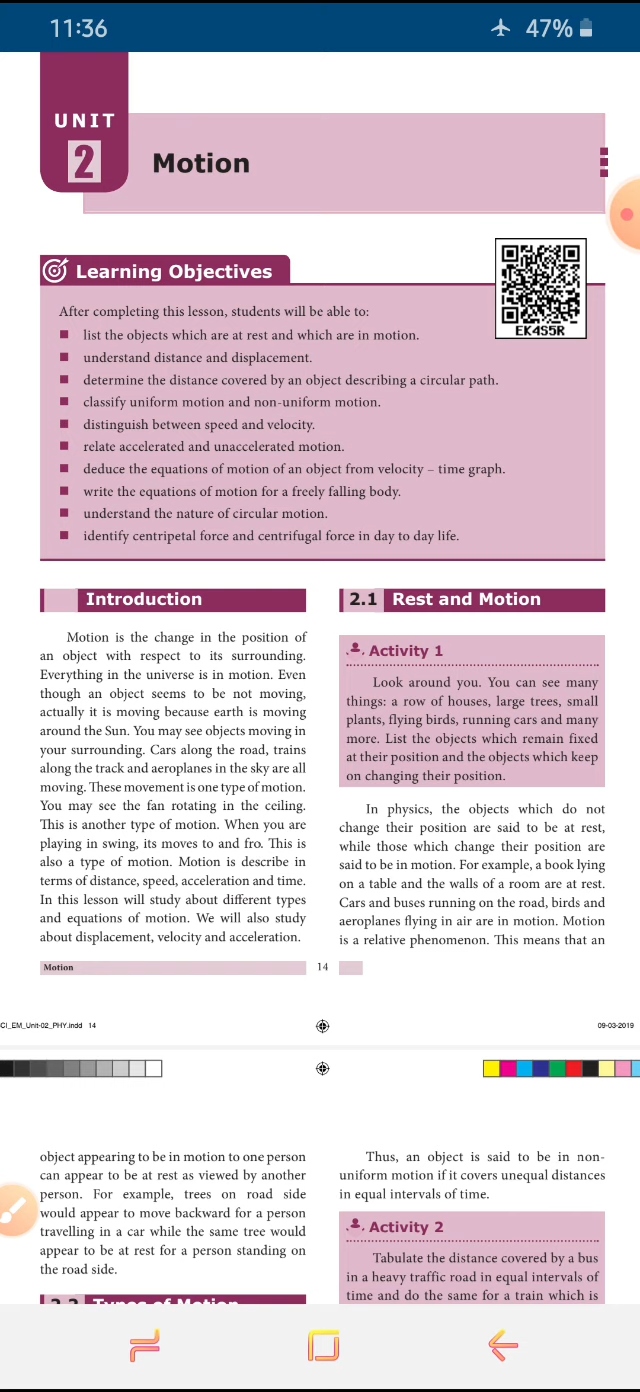 11:36
47%
UNIT
2
Motion
Learning Objectives
EK4S5R
After completing this lesson, students will be able to:
list the objects which are at rest and which are in motion.
understand distance and displacement.
determine the distance covered by an object describing a circular path.
classify uniform motion and non-uniform motion.
distinguish between speed and velocity.
relate accelerated and unaccelerated motion.
deduce the equations of motion of an object from velocity – time graph.
write the equations of motion for a freely falling body.
understand the nature of circular motion.
identify centripetal force and centrifugal force in day to day life.
Introduction
Motion is the change in the position of
an object with respect to its surrounding.
Everything in the universe is in motion. Even
though an object seems to be not moving,
actually it is moving because earth is moving
around the Sun. You may see objects moving in
your surrounding. Cars along the road, trains
along the track and aeroplanes in the sky are all
moving. These movement is one type of motion.
You may see the fan rotating in the ceiling.
This is another type of motion. When you are
playing in swing, its moves to and fro. This is
also a type of motion. Motion is describe in
terms of distance, speed, acceleration and time.
In this lesson will study about different types
and equations of motion. We will also study
about displacement, velocity and acceleration.
2.1 Rest and Motion
Activity 1
Look around you. You can see many
things: a row of houses, large trees, small
plants, flying birds, running cars and many
more. List the objects which remain fixed
at their position and the objects which keep
on changing their position.
In physics, the objects which do not
change their position are said to be at rest,
while those which change their position are
said to be in motion. For example, a book lying
on a table and the walls of a room are at rest.
Cars and buses running on the road, birds and
aeroplanes flying in air are in motion. Motion
is a relative phenomenon. This means that an
Motion
14
CI_EM_Unit-02_PHY.indd 14
09-03-2019
object appearing to be in motion to one person
can appear to be at rest as viewed by another
person. For example, trees on road side
would appear to move backward for a person
travelling in a car while the same tree would
appear to be at rest for a person standing on
the road side.
2.2 Types of Motion
Thus, an object is said to be in non-
uniform motion if it covers unequal distances
in equal intervals of time.
Activity 2
Tabulate the distance covered by a bus
in a heavy traffic road in equal intervals of
time and do the same for a train which is